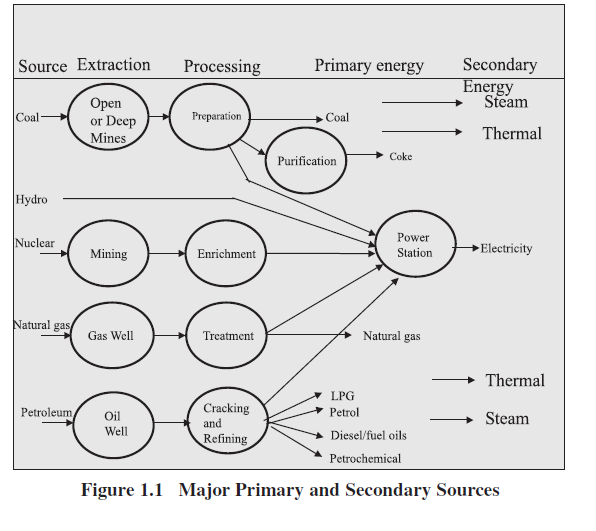 Source Extraction Processing Primary energy Secondary
Energy
Coal
Open
or Deep
Mines
Preparation
Coal
Steam
Thermal
Purification
Coke
Hydro
Nuclear
Mining
Enrichment
Power
Station
Electricity
Natural gas
Gas Well
Treatment
Natural gas
Thermal
Petroleum
Oil
Well
Cracking
and
Refining
LPG
Petrol
Diesel/fuel oils
Petrochemical
Steam
Figure 1.1 Major Primary and Secondary Sources